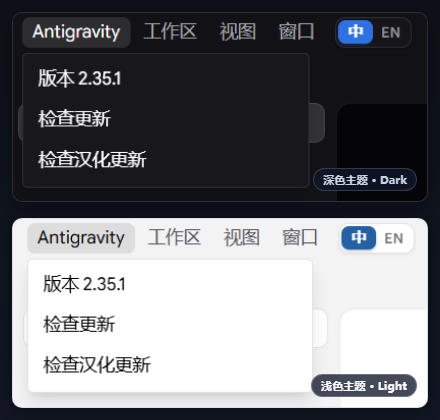 Antigravity 工作区 视图 窗口 中 EN
版本 2.35.1
检查更新
检查汉化更新
深色主题 • Dark
Antigravity 工作区 视图 窗口 中 EN
版本 2.35.1
检查更新
检查汉化更新
浅色主题 • Light